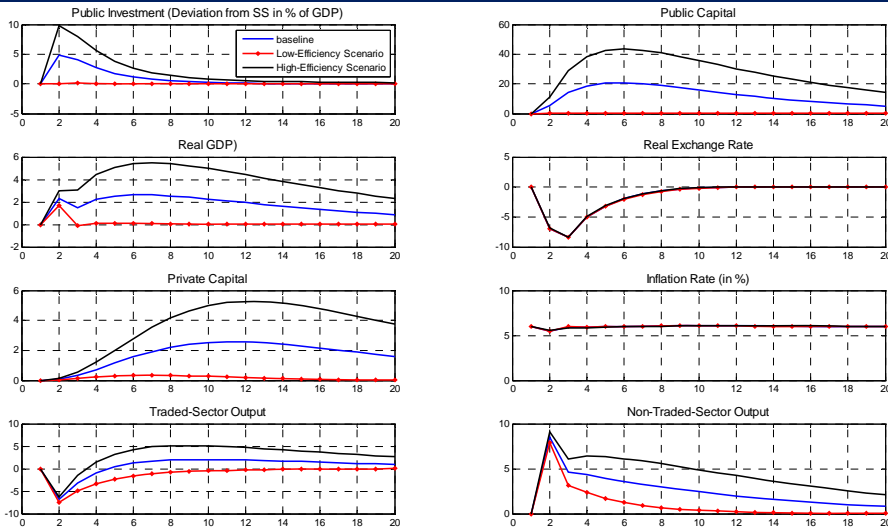 Public Investment (Deviation from SS in % of GDP)
10
5
0
-5
0 2 4 6 8 10 12 14 16 18 20
baseline
Low-Efficiency Scenario
High-Efficiency Scenario
Public Capital
60
40
20
0
0 2 4 6 8 10 12 14 16 18 20
Real GDP)
6
4
2
0
-2
0 2 4 6 8 10 12 14 16 18 20
Real Exchange Rate
5
0
-5
-10
0 2 4 6 8 10 12 14 16 18 20
Private Capital
6
4
2
0
0 2 4 6 8 10 12 14 16 18 20
Inflation Rate (in %)
10
5
0
0 2 4 6 8 10 12 14 16 18 20
Traded-Sector Output
10
5
0
-5
-10
0 2 4 6 8 10 12 14 16 18 20
Non-Traded-Sector Output
10
5
0
0 2 4 6 8 10 12 14 16 18 20